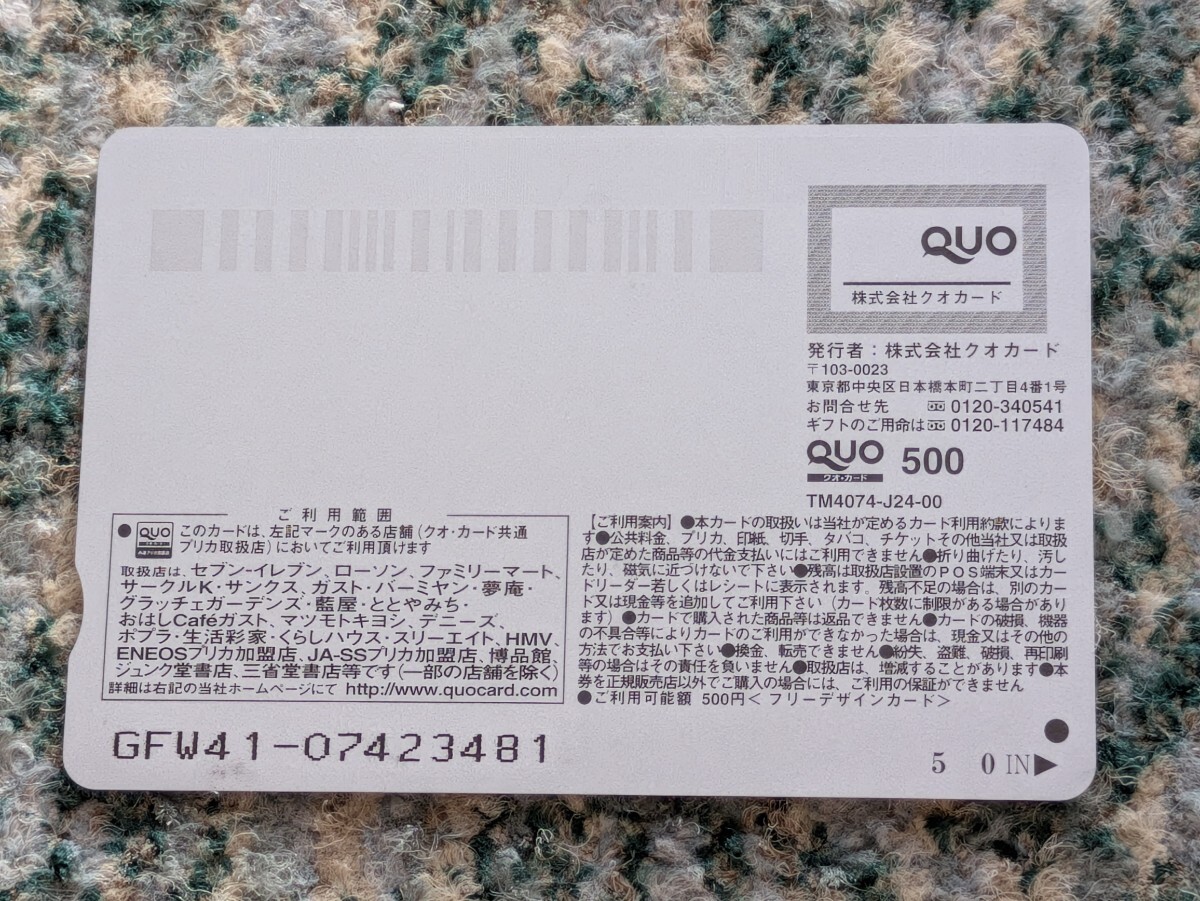 QUO
株式会社クオカード
発行者：株式会社クオカード
〒103-0023
東京都中央区日本橋本町二丁目4番1号
お問合せ先 0120-340541
ギフトのご用命は 0120-117484
QUO 500
クオ・カード
TM4074-J24-00
ご利用範囲
●QUO このカードは、左記マークのある店舗（クオ・カード共通
プリカ取扱店）においてご利用頂けます
取扱店は、セブン-イレブン、ローソン、ファミリーマート、
サークルK・サンクス、ガスト・バーミヤン・夢庵・
グラッチェガーデンズ・藍屋・ととやみち・
おはしCaféガスト、マツモトキヨシ、デニーズ、
ポプラ・生活彩家・くらしハウス・スリーエイト、HMV、
ENEOSプリカ加盟店、JA-SSプリカ加盟店、博品館、
ジュンク堂書店、三省堂書店等です（一部の店舗を除く）
詳細は右記の当社ホームページにて http://www.quocard.com
【ご利用案内】●本カードの取扱いは当社が定めるカード利用約款によりま
す●公共料金、プリカ、印紙、切手、タバコ、チケットその他当社又は取扱
店が定めた商品等の代金支払いにはご利用できません●折り曲げたり、汚し
たり、磁気に近づけないで下さい●残高は取扱店設置のPOS端末又はカー
ドリーダー若しくはレシートに表示されます。残高不足の場合は、別のカー
ド又は現金等を追加してご利用下さい（カード枚数に制限がある場合があり
ます）●カードで購入された商品等は返品できません●カードの破損、機器
の不具合等によりカードのご利用ができなかった場合は、現金又はその他の
方法でお支払い下さい●換金、転売できません●紛失、盗難、破損、再印刷
等の場合はその責任を負いません●取扱店は、増減することがあります●本
券を正規販売店以外でご購入の場合には、ご利用の保証ができません
●ご利用可能額 500円＜フリーデザインカード＞
GFW41-07423481
5 0 IN▶